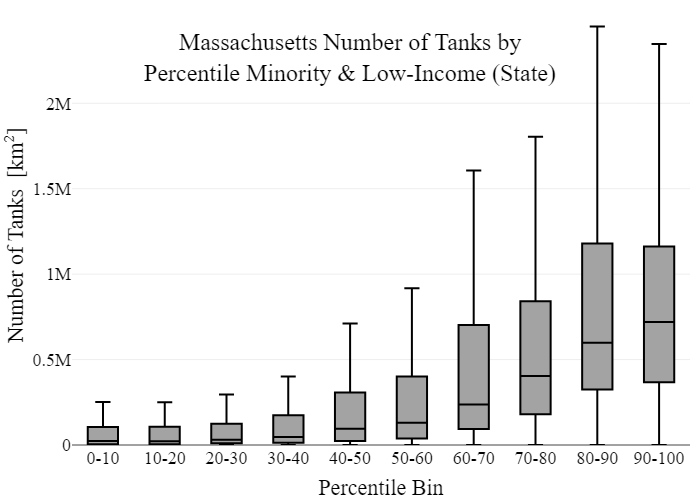 Massachusetts Number of Tanks by
Percentile Minority & Low-Income (State)
Number of Tanks [km²]
2M
1.5M
1M
0.5M
0
0-10 10-20 20-30 30-40 40-50 50-60 60-70 70-80 80-90 90-100
Percentile Bin